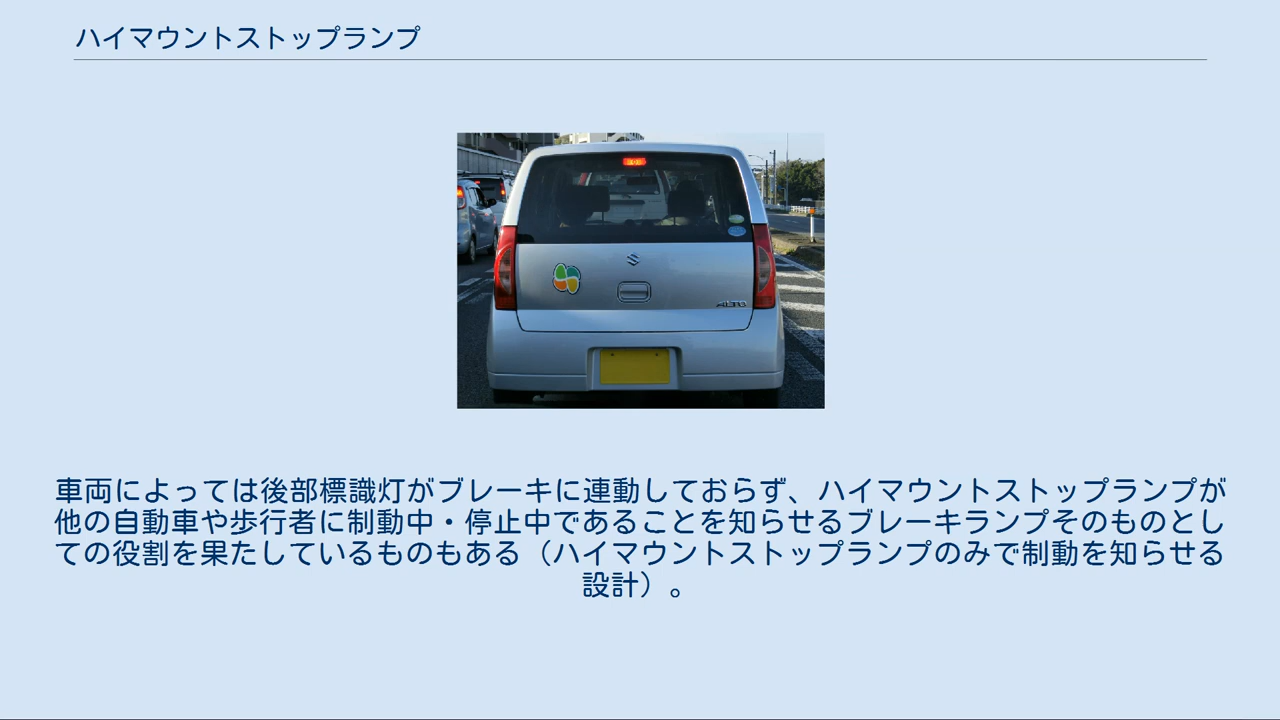 ハイマウントストップランプ
ALTO
車両によっては後部標識灯がブレーキに連動しておらず、ハイマウントストップランプが
他の自動車や歩行者に制動中・停止中であることを知らせるブレーキランプそのものとし
ての役割を果たしているものもある（ハイマウントストップランプのみで制動を知らせる
設計）。